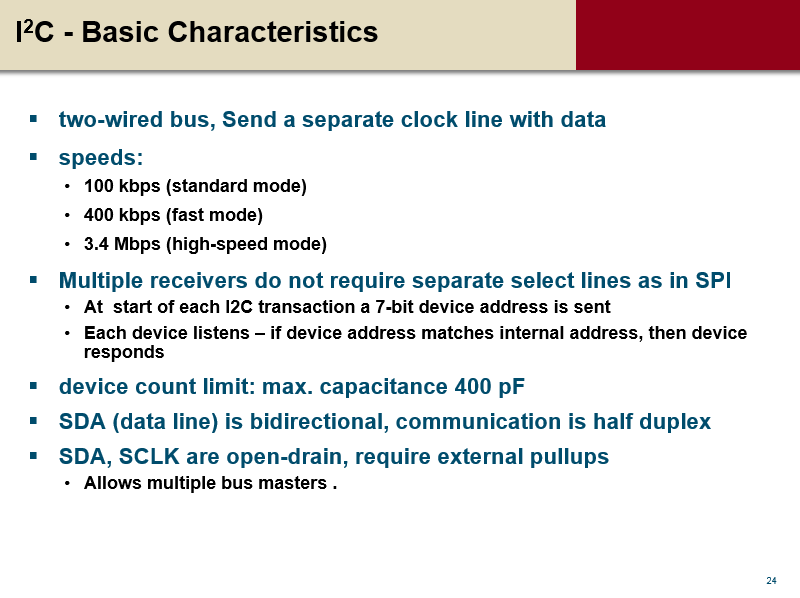 I²C - Basic Characteristics
▪ two-wired bus, Send a separate clock line with data
▪ speeds:
• 100 kbps (standard mode)
• 400 kbps (fast mode)
• 3.4 Mbps (high-speed mode)
▪ Multiple receivers do not require separate select lines as in SPI
• At  start of each I2C transaction a 7-bit device address is sent
• Each device listens – if device address matches internal address, then device
responds
▪ device count limit: max. capacitance 400 pF
▪ SDA (data line) is bidirectional, communication is half duplex
▪ SDA, SCLK are open-drain, require external pullups
• Allows multiple bus masters .
24